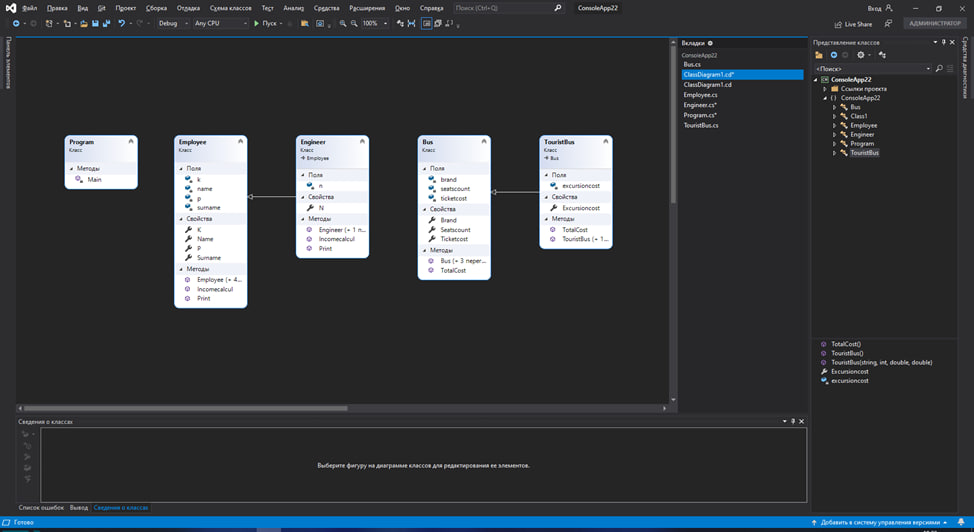 Файл Правка Вид Git Проект Сборка Отладка Схема классов Тест Анализ Средства Расширения Окно Справка Поиск (Ctrl+Q) ConsoleApp22 Вход
Debug Any CPU Пуск 100% Live Share АДМИНИСТРАТОР
Панель элементов
Program
Класс
Методы
Main
Employee
Класс
Поля
k
name
p
surname
Свойства
K
Name
P
Surname
Методы
Employee (+ 4...
Incomecalcul
Print
Engineer
Класс
Employee
Поля
n
Свойства
N
Методы
Engineer (+ 1 п...
Incomecalcul
Print
Bus
Класс
Поля
brand
seatscount
ticketcost
Свойства
Brand
Seatscount
Ticketcost
Методы
Bus (+ 3 перег...
TotalCost
TouristBus
Класс
Bus
Поля
excursioncost
Свойства
Excursioncost
Методы
TotalCost
TouristBus (+ 1...
Вкладки
ConsoleApp22
Bus.cs
ClassDiagram1.cd*
ClassDiagram1.cd
Employee.cs
Engineer.cs*
Program.cs*
TouristBus.cs
Представление классов
<Поиск>
ConsoleApp22
Ссылки проекта
ConsoleApp22
Bus
Class1
Employee
Engineer
Program
TouristBus
TotalCost()
TouristBus()
TouristBus(string, int, double, double)
Excursioncost
excursioncost
Средства диагностики
Сведения о классах
Выберите фигуру на диаграмме классов для редактирования ее элементов.
Список ошибок Вывод Сведения о классах
Готово Добавить в систему управления версиями